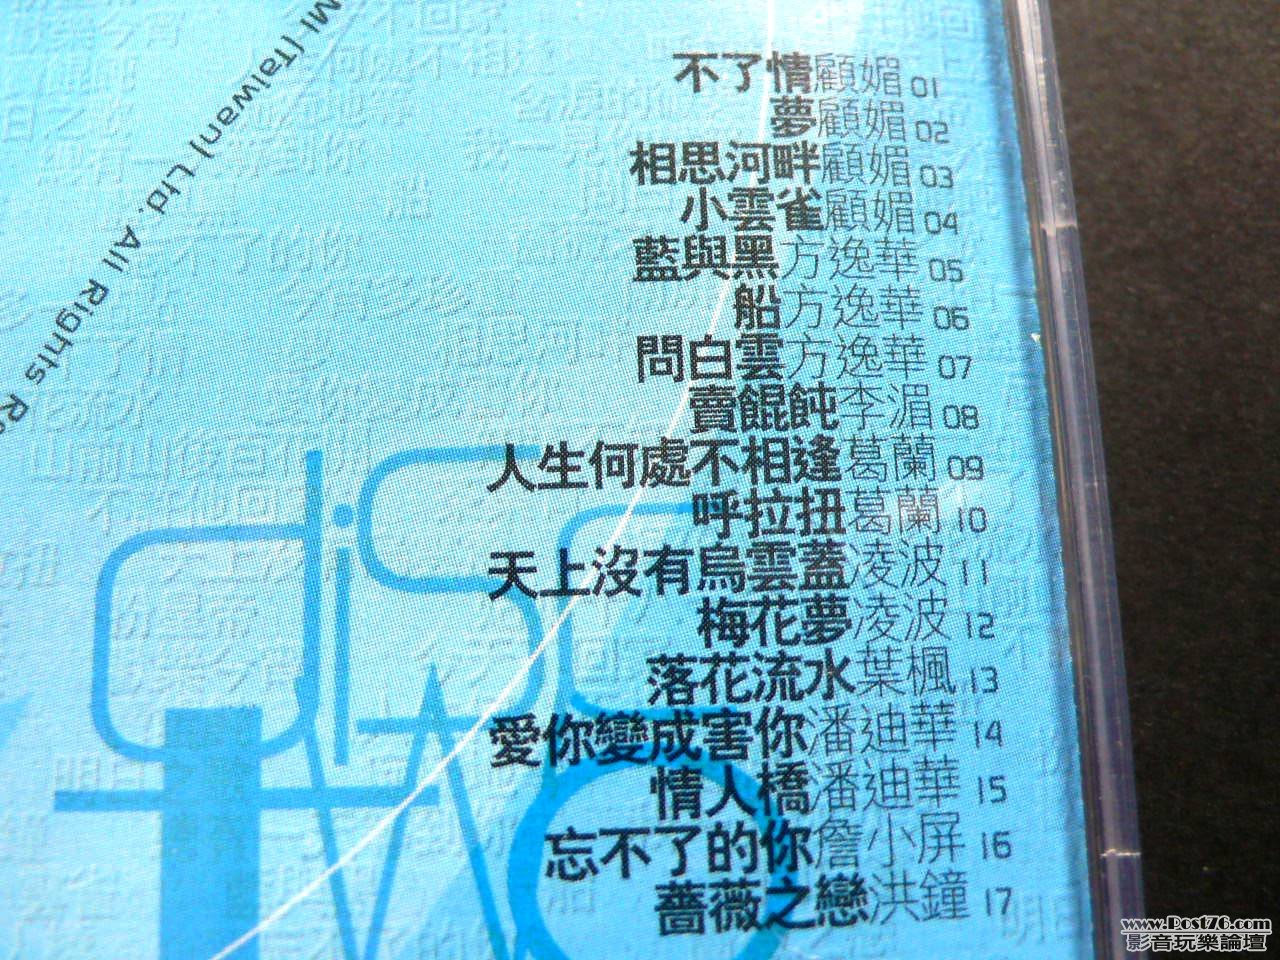 MI (Taiwan) Ltd. All Rights Re
不了情顧媚 01
夢顧媚 02
相思河畔顧媚 03
小雲雀顧媚 04
藍與黑方逸華 05
船方逸華 06
問白雲方逸華 07
賣餛飩李湄 08
人生何處不相逢葛蘭 09
呼拉扭葛蘭 10
天上沒有烏雲蓋凌波 11
梅花夢凌波 12
落花流水葉楓 13
愛你變成害你潘迪華 14
情人橋潘迪華 15
忘不了的你詹小屏 16
薔薇之戀洪鐘 17
disc
two
www.Post76.com
影音玩樂論壇